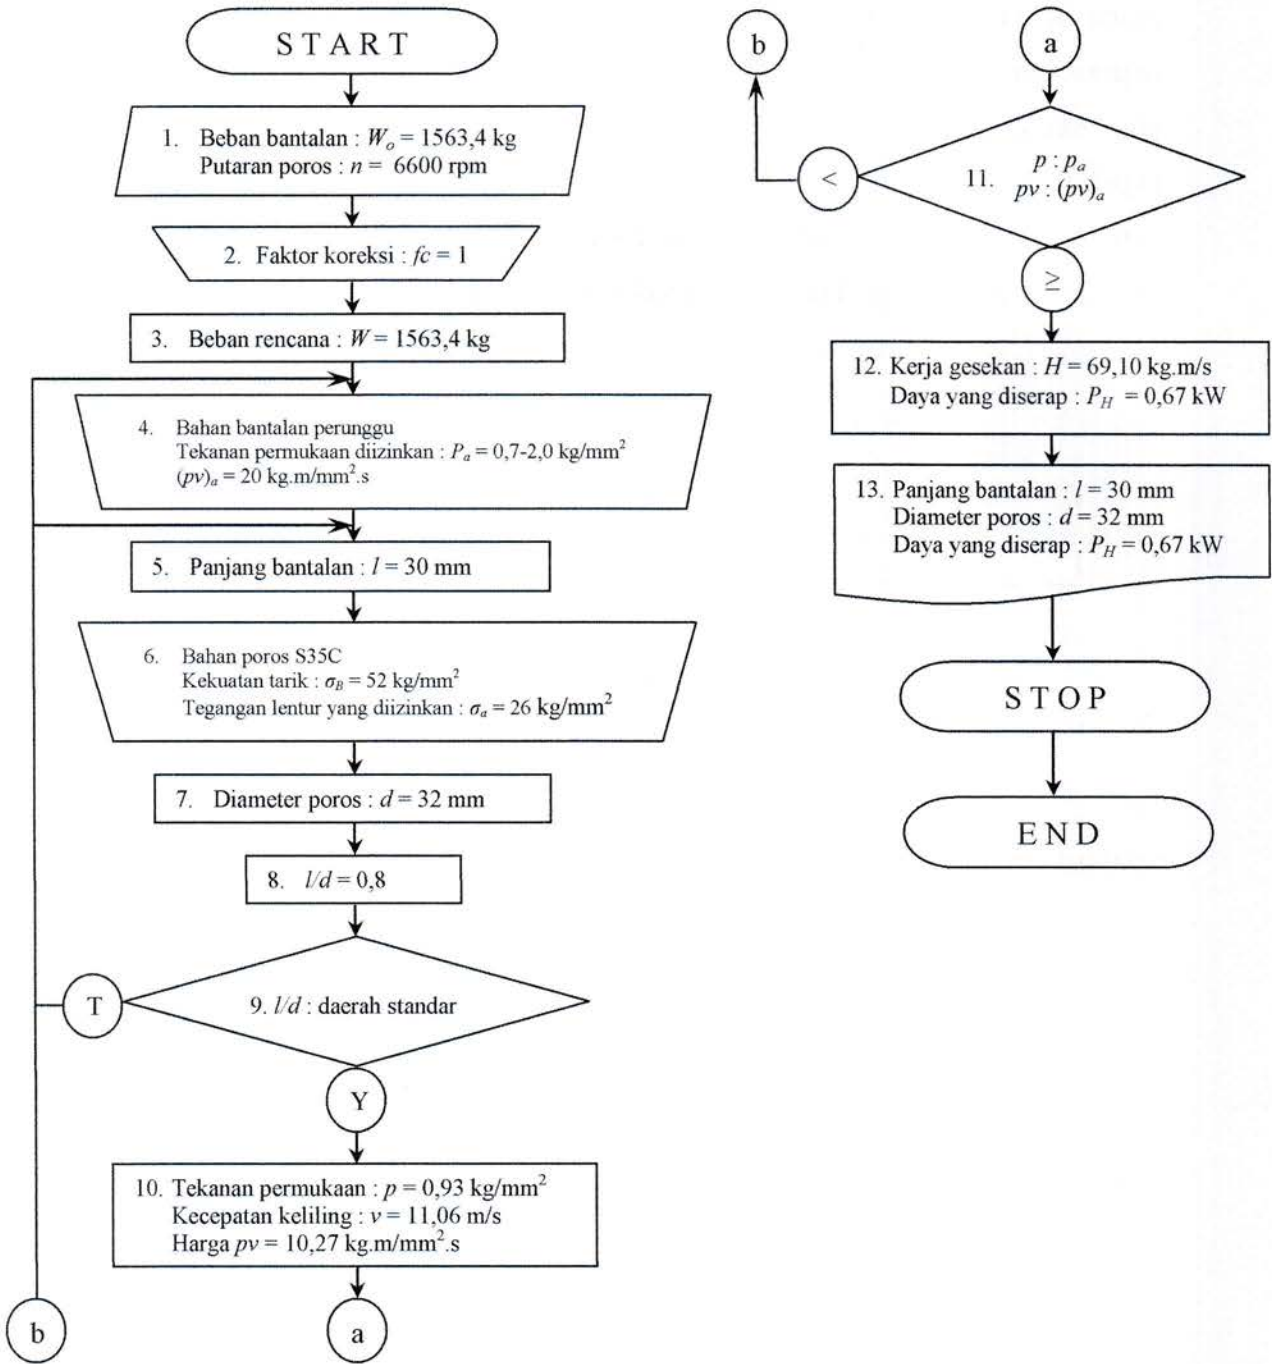 START
1. Beban bantalan : Wₒ = 1563,4 kg
Putaran poros : n = 6600 rpm
2. Faktor koreksi : fc = 1
3. Beban rencana : W = 1563,4 kg
4. Bahan bantalan perunggu
Tekanan permukaan diizinkan : Pₐ = 0,7-2,0 kg/mm²
(pv)ₐ = 20 kg.m/mm².s
5. Panjang bantalan : l = 30 mm
6. Bahan poros S35C
Kekuatan tarik : σ_B = 52 kg/mm²
Tegangan lentur yang diizinkan : σₐ = 26 kg/mm²
7. Diameter poros : d = 32 mm
8. l/d = 0,8
T
9. l/d : daerah standar
Y
10. Tekanan permukaan : p = 0,93 kg/mm²
Kecepatan keliling : v = 11,06 m/s
Harga pv = 10,27 kg.m/mm².s
b
a
b
a
<
11. p : pₐ
pv : (pv)ₐ
≥
12. Kerja gesekan : H = 69,10 kg.m/s
Daya yang diserap : P_H = 0,67 kW
13. Panjang bantalan : l = 30 mm
Diameter poros : d = 32 mm
Daya yang diserap : P_H = 0,67 kW
STOP
END